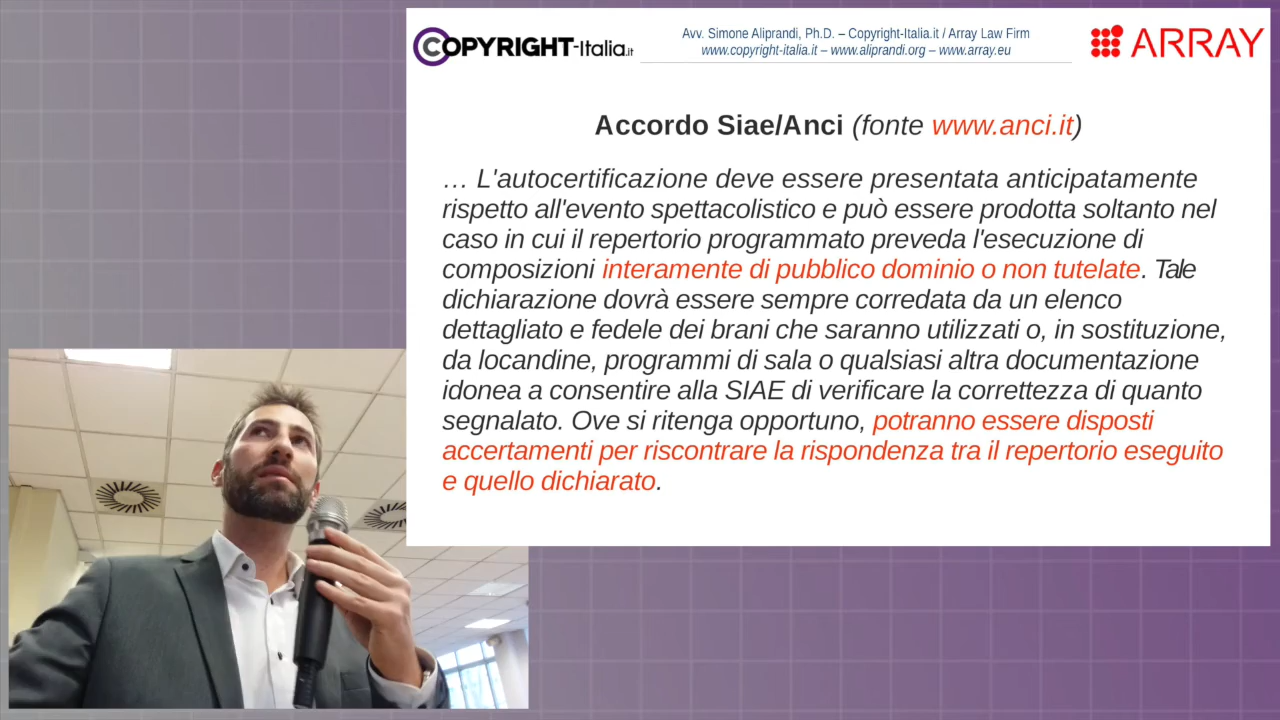 COPYRIGHT-Italia.it
Avv. Simone Aliprandi, Ph.D. – Copyright-Italia.it / Array Law Firm
www.copyright-italia.it – www.aliprandi.org – www.array.eu
ARRAY
Accordo Siae/Anci (fonte www.anci.it)
… L'autocertificazione deve essere presentata anticipatamente
rispetto all'evento spettacolistico e può essere prodotta soltanto nel
caso in cui il repertorio programmato preveda l'esecuzione di
composizioni interamente di pubblico dominio o non tutelate. Tale
dichiarazione dovrà essere sempre corredata da un elenco
dettagliato e fedele dei brani che saranno utilizzati o, in sostituzione,
da locandine, programmi di sala o qualsiasi altra documentazione
idonea a consentire alla SIAE di verificare la correttezza di quanto
segnalato. Ove si ritenga opportuno, potranno essere disposti
accertamenti per riscontrare la rispondenza tra il repertorio eseguito
e quello dichiarato.